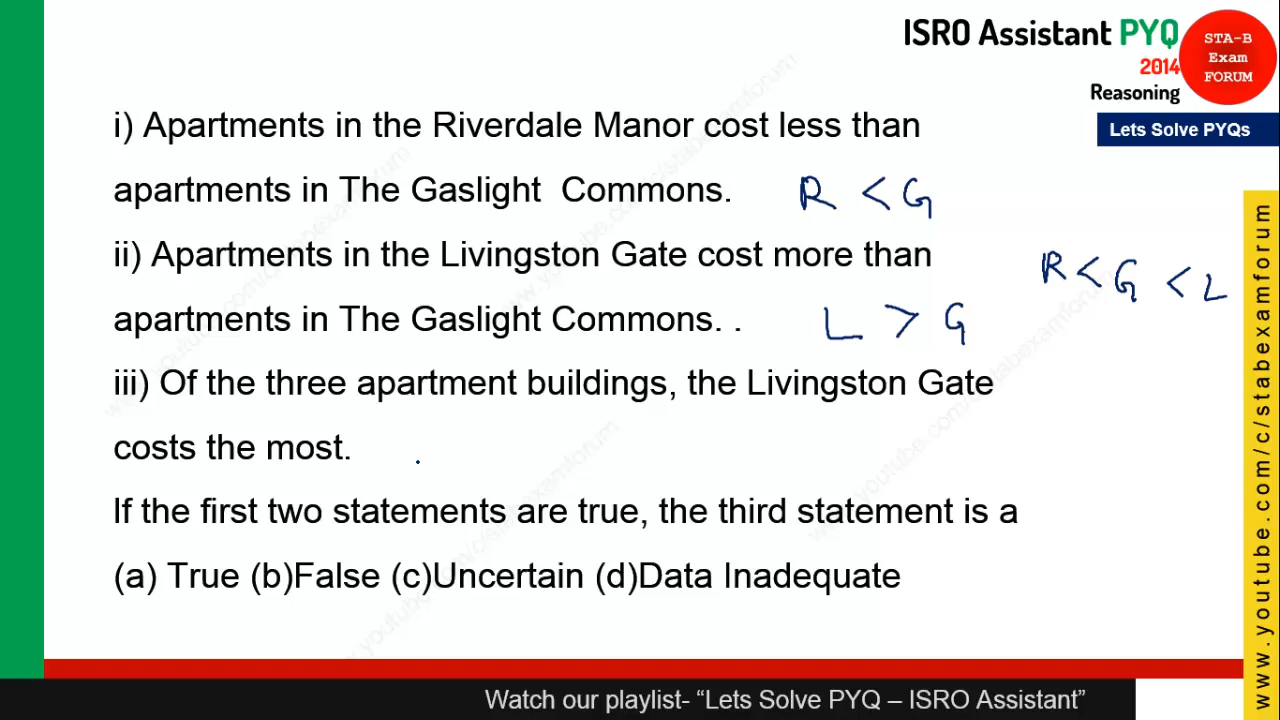 ISRO Assistant PYQ
2014
Reasoning
STA-B
Exam
FORUM
Lets Solve PYQs
i) Apartments in the Riverdale Manor cost less than
apartments in The Gaslight Commons.
R < G
ii) Apartments in the Livingston Gate cost more than
apartments in The Gaslight Commons. .
L > G
R < G < L
iii) Of the three apartment buildings, the Livingston Gate
costs the most.
If the first two statements are true, the third statement is a
(a) True (b)False (c)Uncertain (d)Data Inadequate
www.youtube.com/c/stabexamforum
Watch our playlist- “Lets Solve PYQ – ISRO Assistant”